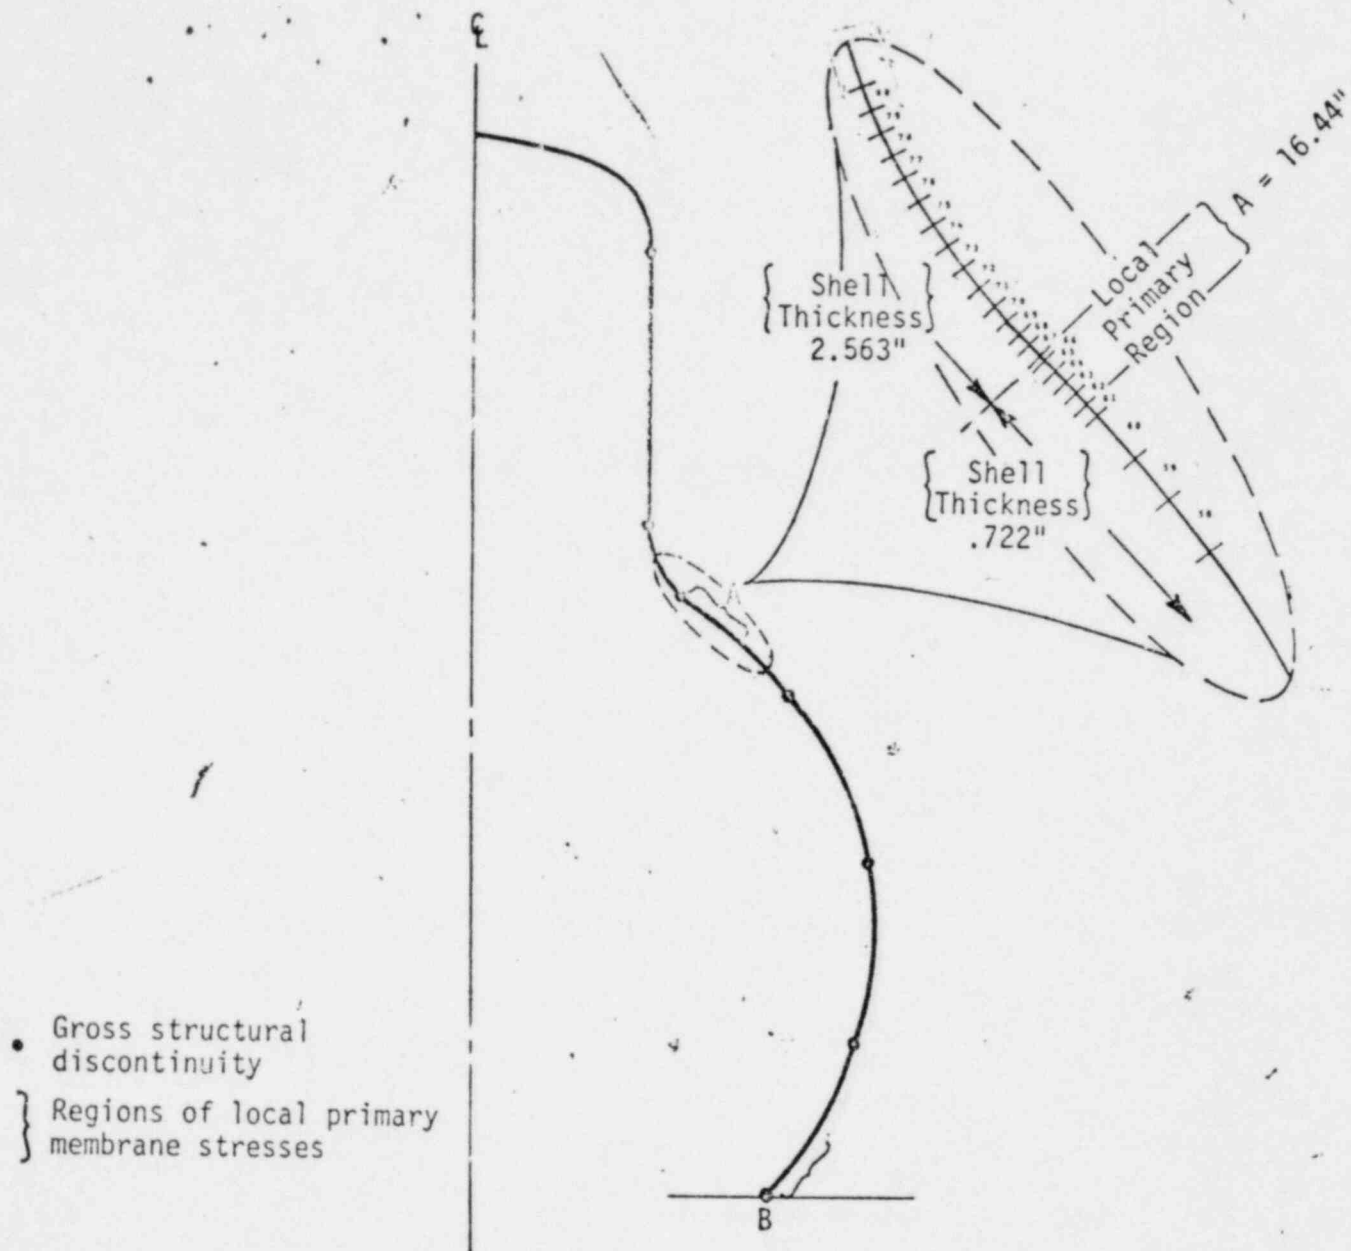 ℄
A = 16.44"
Local
Primary
Region
Shell
Thickness
2.563"
Shell
Thickness
.722"
Gross structural
discontinuity
Regions of local primary
membrane stresses
B